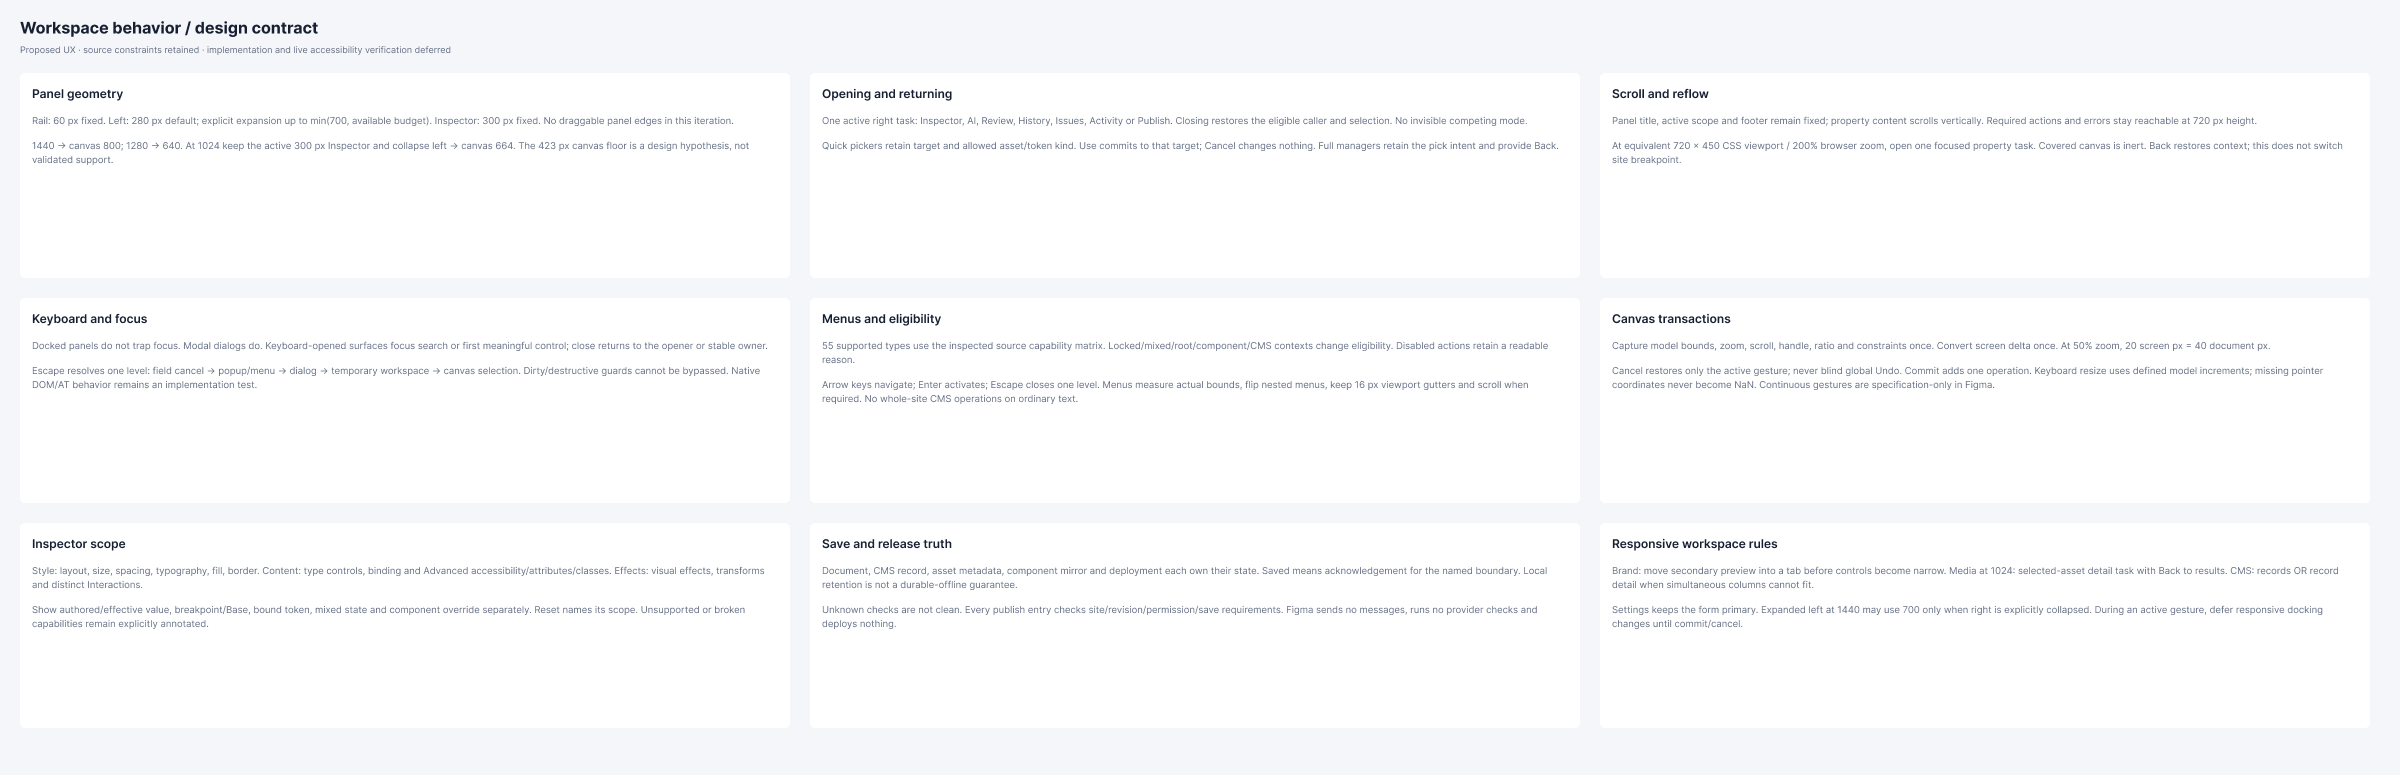 Workspace behavior / design contract
Proposed UX · source constraints retained · implementation and live accessibility verification deferred
Panel geometry
Rail: 60 px fixed. Left: 280 px default; explicit expansion up to min(700, available budget). Inspector: 300 px fixed. No draggable panel edges in this iteration.
1440 → canvas 800; 1280 → 640. At 1024 keep the active 300 px Inspector and collapse left → canvas 664. The 423 px canvas floor is a design hypothesis, not
validated support.
Opening and returning
One active right task: Inspector, AI, Review, History, Issues, Activity or Publish. Closing restores the eligible caller and selection. No invisible competing mode.
Quick pickers retain target and allowed asset/token kind. Use commits to that target; Cancel changes nothing. Full managers retain the pick intent and provide Back.
Scroll and reflow
Panel title, active scope and footer remain fixed; property content scrolls vertically. Required actions and errors stay reachable at 720 px height.
At equivalent 720 × 450 CSS viewport / 200% browser zoom, open one focused property task. Covered canvas is inert. Back restores context; this does not switch
site breakpoint.
Keyboard and focus
Docked panels do not trap focus. Modal dialogs do. Keyboard-opened surfaces focus search or first meaningful control; close returns to the opener or stable owner.
Escape resolves one level: field cancel → popup/menu → dialog → temporary workspace → canvas selection. Dirty/destructive guards cannot be bypassed. Native
DOM/AT behavior remains an implementation test.
Menus and eligibility
55 supported types use the inspected source capability matrix. Locked/mixed/root/component/CMS contexts change eligibility. Disabled actions retain a readable
reason.
Arrow keys navigate; Enter activates; Escape closes one level. Menus measure actual bounds, flip nested menus, keep 16 px viewport gutters and scroll when
required. No whole-site CMS operations on ordinary text.
Canvas transactions
Capture model bounds, zoom, scroll, handle, ratio and constraints once. Convert screen delta once. At 50% zoom, 20 screen px = 40 document px.
Cancel restores only the active gesture; never blind global Undo. Commit adds one operation. Keyboard resize uses defined model increments; missing pointer
coordinates never become NaN. Continuous gestures are specification-only in Figma.
Inspector scope
Style: layout, size, spacing, typography, fill, border. Content: type controls, binding and Advanced accessibility/attributes/classes. Effects: visual effects, transforms
and distinct Interactions.
Show authored/effective value, breakpoint/Base, bound token, mixed state and component override separately. Reset names its scope. Unsupported or broken
capabilities remain explicitly annotated.
Save and release truth
Document, CMS record, asset metadata, component mirror and deployment each own their state. Saved means acknowledgement for the named boundary. Local
retention is not a durable-offline guarantee.
Unknown checks are not clean. Every publish entry checks site/revision/permission/save requirements. Figma sends no messages, runs no provider checks and
deploys nothing.
Responsive workspace rules
Brand: move secondary preview into a tab before controls become narrow. Media at 1024: selected-asset detail task with Back to results. CMS: records OR record
detail when simultaneous columns cannot fit.
Settings keeps the form primary. Expanded left at 1440 may use 700 only when right is explicitly collapsed. During an active gesture, defer responsive docking
changes until commit/cancel.